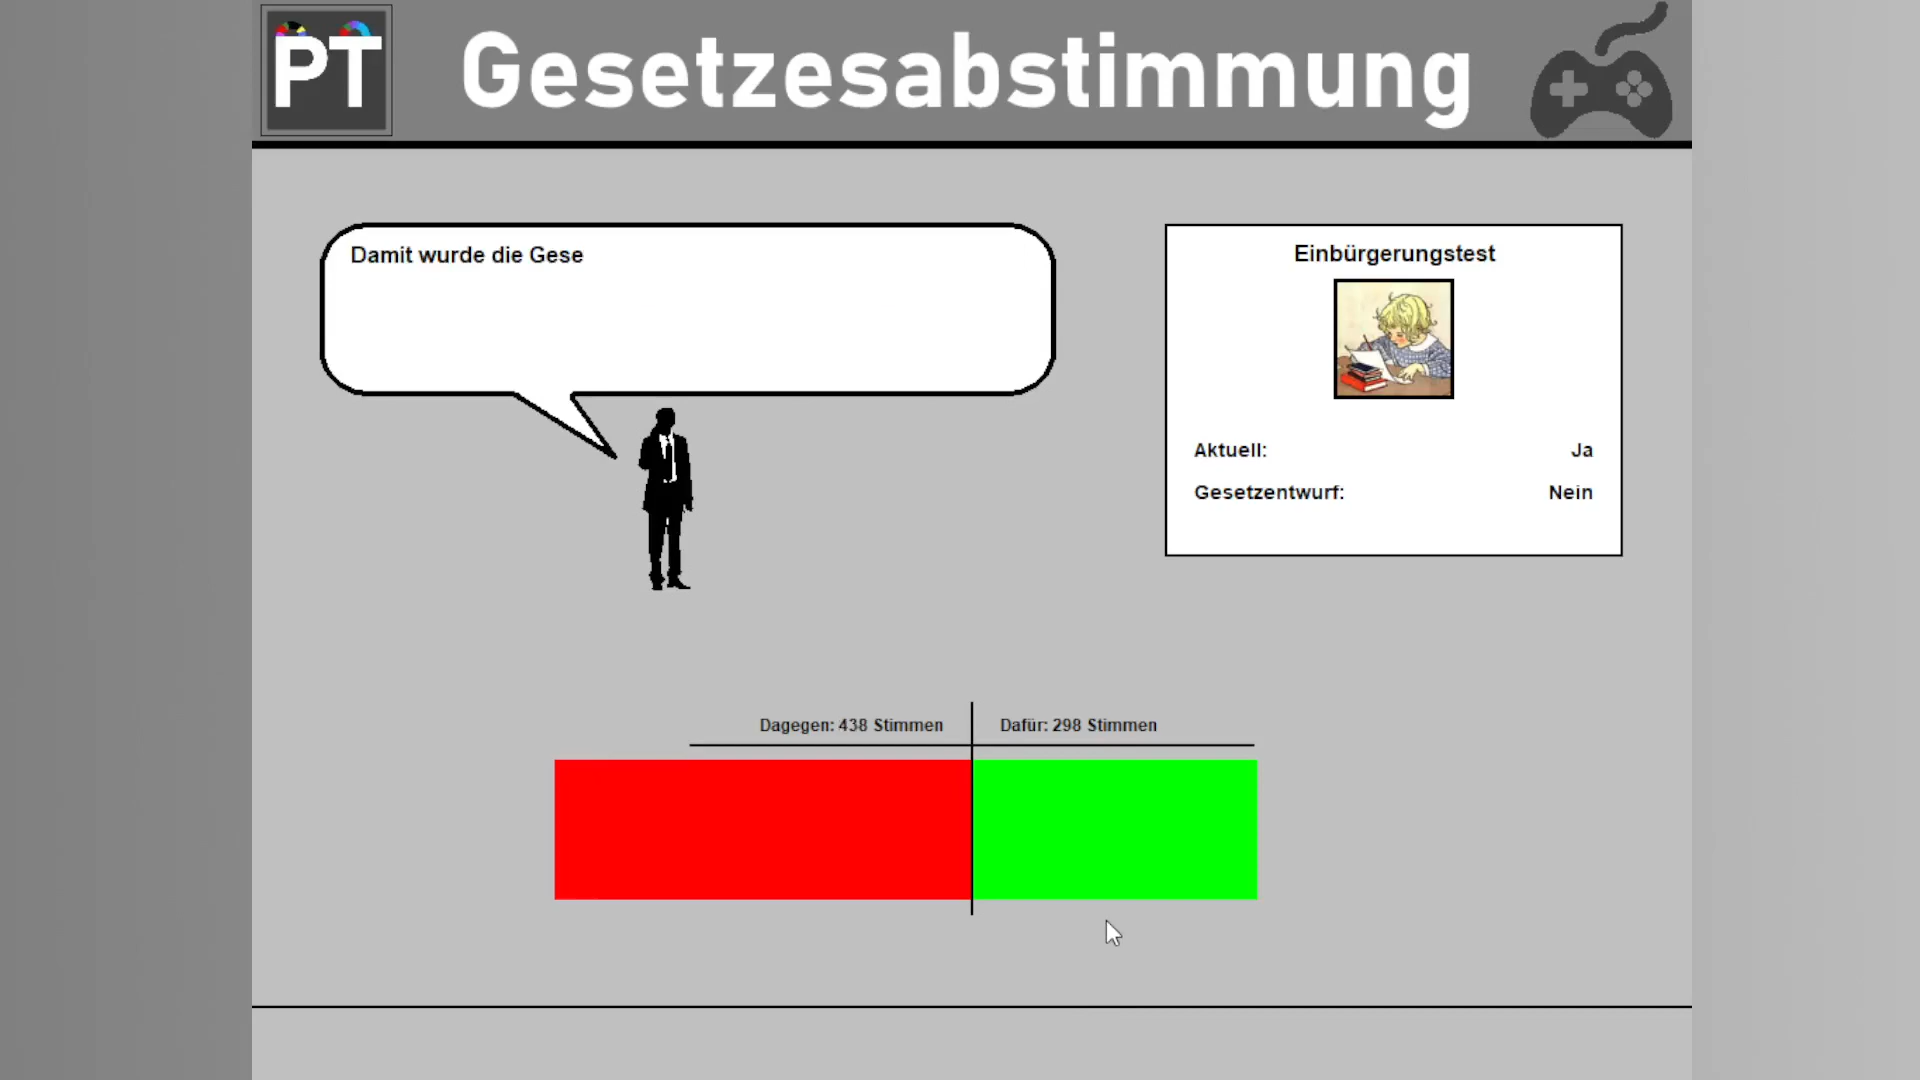 PT
Gesetzesabstimmung
Damit wurde die Gese
Einbürgerungstest
Aktuell: Ja
Gesetzentwurf: Nein
Dagegen: 438 Stimmen
Dafür: 298 Stimmen